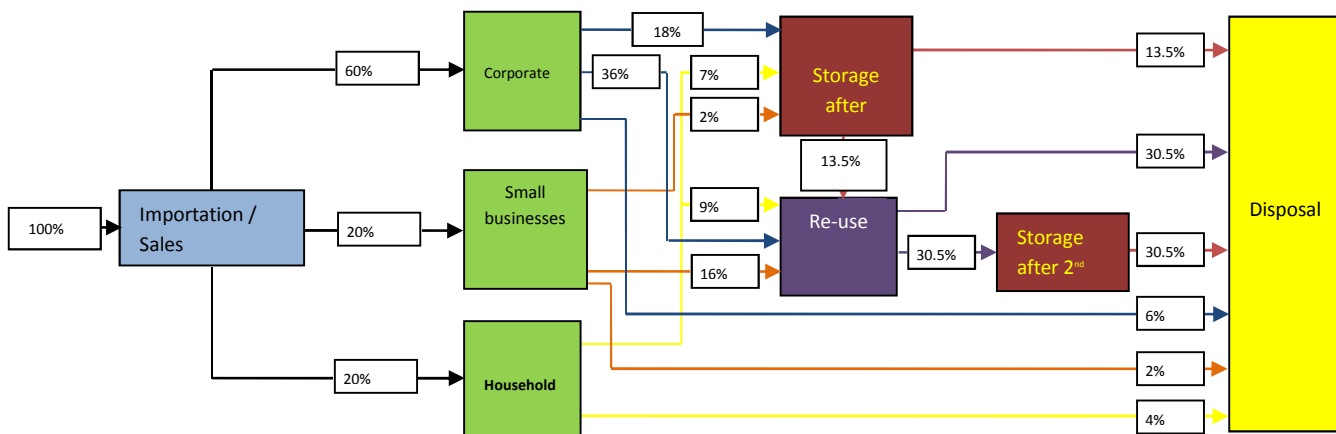 100%
Importation /
Sales
60%
20%
20%
Corporate
Small
businesses
Household
18%
36%
7%
2%
9%
16%
Storage
after
13.5%
Re-use
30.5%
Storage
after 2nd
13.5%
30.5%
30.5%
6%
2%
4%
Disposal